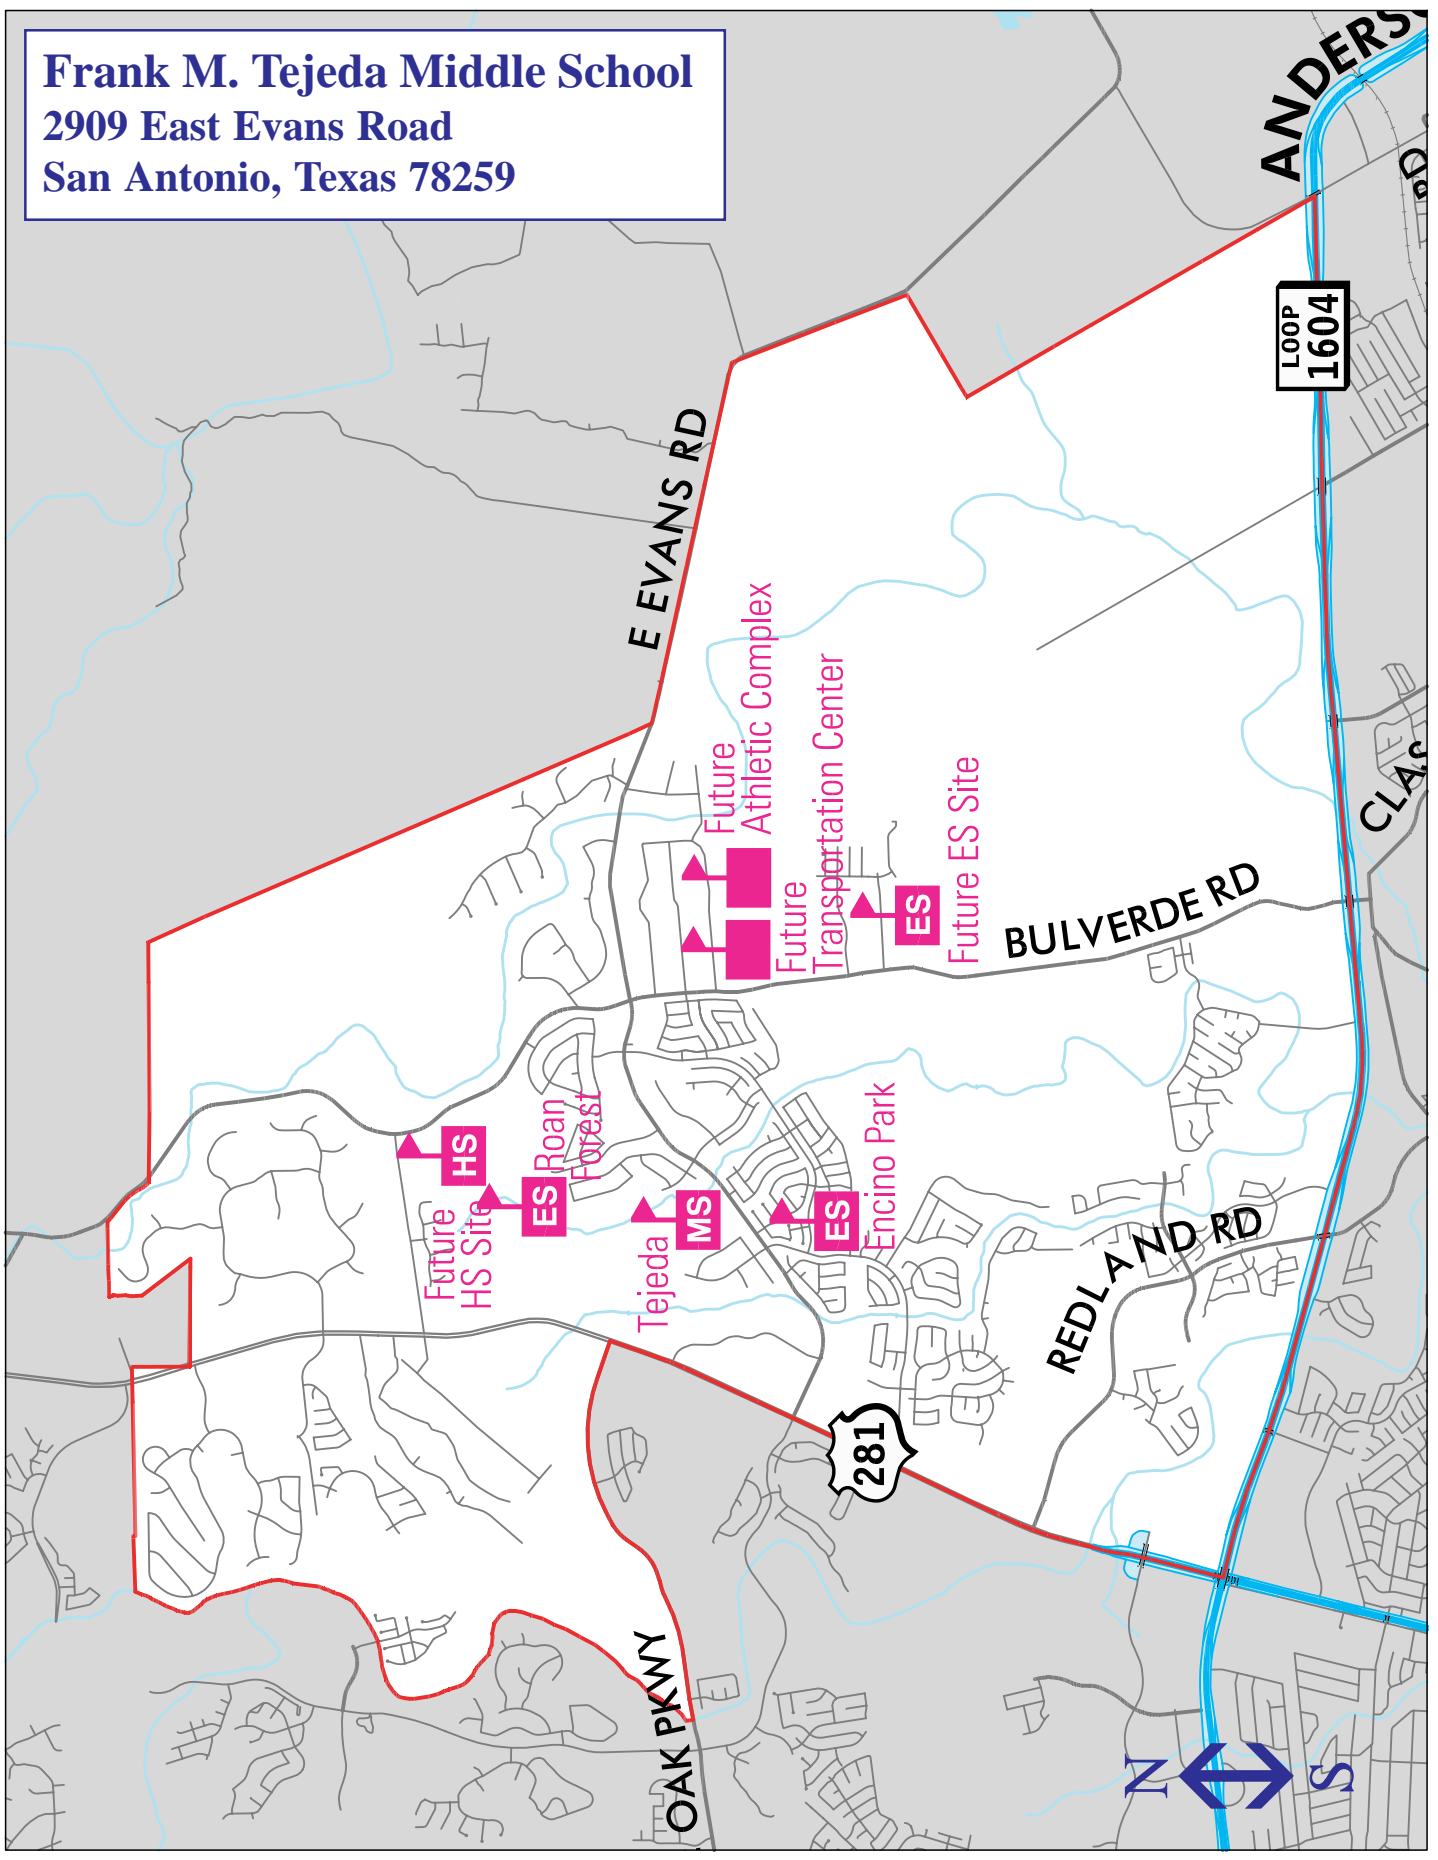 Frank M. Tejeda Middle School
2909 East Evans Road
San Antonio, Texas 78259
ANDERS
LOOP
1604
E EVANS RD
Future
Athletic Complex
Future
Transportation Center
ES
Future ES Site
BULVERDE RD
CLAS
HS
Future
HS Site
ES
Roan
Forest
MS
Tejeda
ES
Encino Park
REDLAND RD
281
OAK PKWY
N
S